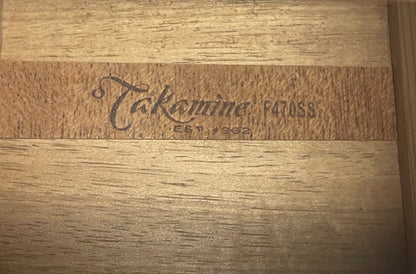 Takamine F470SS
EST. 1962